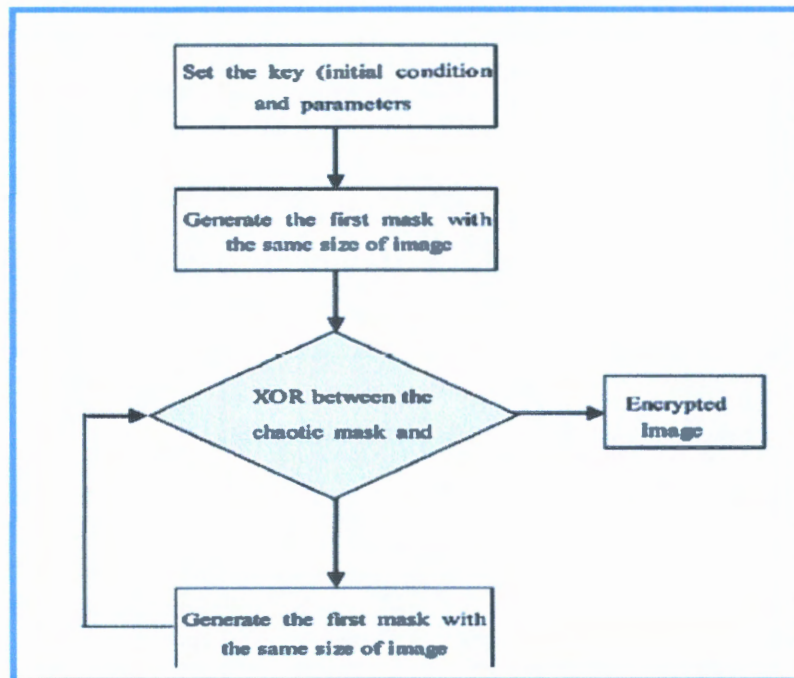 Set the key (initial condition
and parameters
Generate the first mask with
the same size of image
XOR between the
chaotic mask and
Encrypted
Image
Generate the first mask with
the same size of image